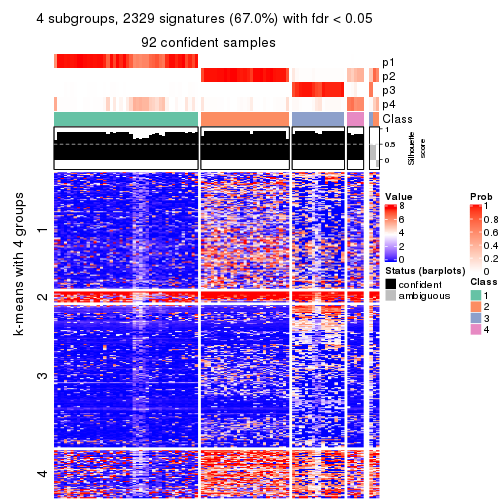 4 subgroups, 2329 signatures (67.0%) with fdr < 0.05
92 confident samples
p1
p2
p3
p4
Class
1
0.5
0
Silhouette
score
k-means with 4 groups
1
2
3
4
Value
8
6
4
2
0
Status (barplots)
confident
ambiguous
Prob
1
0.8
0.6
0.4
0.2
0
Class
1
2
3
4